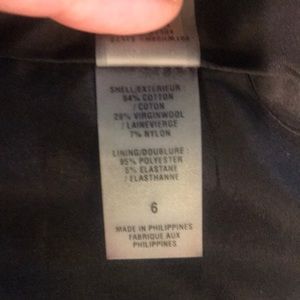 SHELL/EXTERIEUR :
64% COTTON
/ COTON
29% VIRGINWOOL
/ LAINEVIERGE
7% NYLON
LINING/DOUBLURE :
95% POLYESTER
5% ELASTANE
/ ELASTHANNE
6
MADE IN PHILIPPINES
FABRIQUE AUX
PHILIPPINES